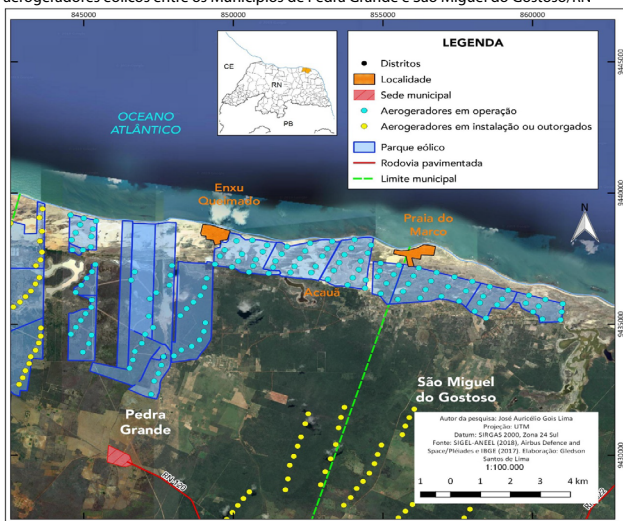 aerogeradores eólicos entre os Municípios de Pedra Grande e São Miguel do Gostoso/RN
845000
850000
855000
860000
9445000
9440000
9435000
9430000
CE
RN
PB
LEGENDA
Distritos
Localidade
Sede municipal
Aerogeradores em operação
Aerogeradores em instalação ou outorgados
Parque eólico
Rodovia pavimentada
Limite municipal
OCEANO
ATLÂNTICO
N
Enxu
Queimado
Praia do
Marco
Acauã
São Miguel
do Gostoso
Pedra
Grande
RN-120
Autor da pesquisa: José Auricélio Gois Lima
Projeção: UTM
Datum: SIRGAS 2000, Zona 24 Sul
Fonte: SIGEL-ANEEL (2018), Airbus Defence and
Space/Pléiades e IBGE (2017). Elaboração: Gledson
Santos de Lima
1:100.000
1 0 1 2 3 4 km